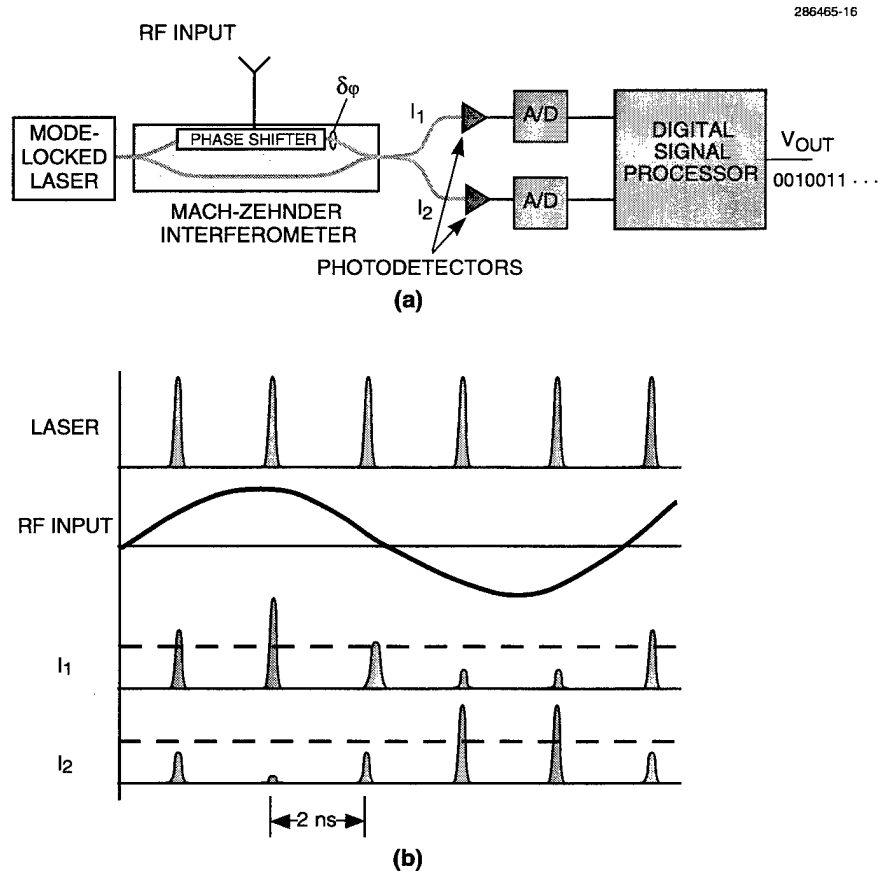 286465-16
RF INPUT
δφ
MODE-
LOCKED
LASER
PHASE SHIFTER
MACH-ZEHNDER
INTERFEROMETER
I1
I2
PHOTODETECTORS
A/D
A/D
DIGITAL
SIGNAL
PROCESSOR
VOUT
0010011 · · ·
(a)
LASER
RF INPUT
I1
I2
2 ns
(b)